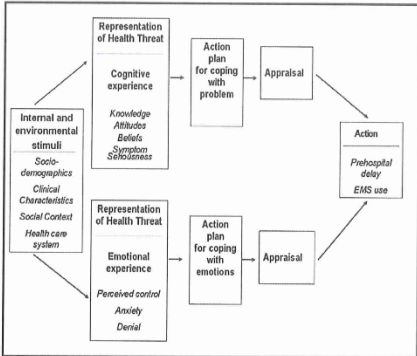 Representation
of Health Threat
Cognitive
experience
Knowledge
Attitudes
Beliefs
Symptom
Seriousness
Action
plan
for coping
with
problem
Appraisal
Internal and
environmental
stimuli
Socio-
demographics
Clinical
Characteristics
Social Context
Health care
system
Action
Prehospital
delay
EMS use
Representation
of Health Threat
Emotional
experience
Perceived control
Anxiety
Denial
Action
plan
for coping
with
emotions
Appraisal